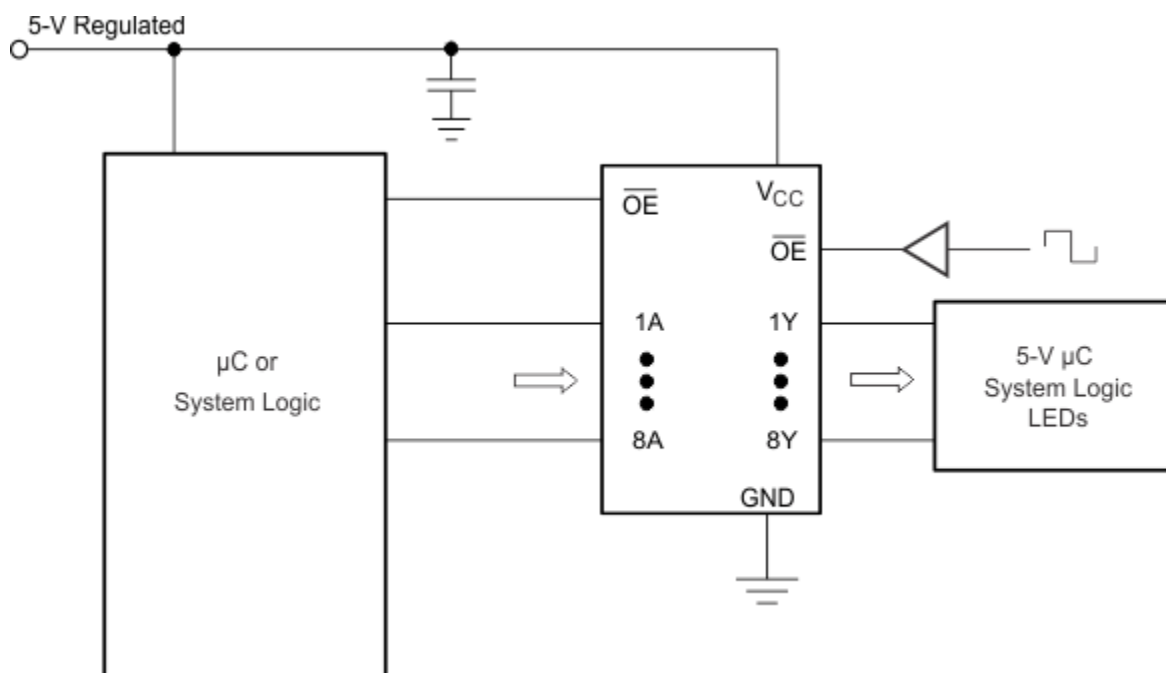 5-V Regulated
OE
VCC
OE
1A
1Y
8A
8Y
GND
µC or
System Logic
5-V µC
System Logic
LEDs